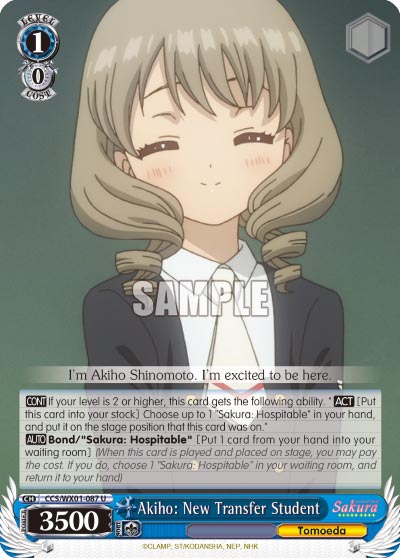 LEVEL
1
0
COST
SAMPLE
I'm Akiho Shinomoto. I'm excited to be here.
CONT If your level is 2 or higher, this card gets the following ability. " ACT [Put
this card into your stock] Choose up to 1 "Sakura: Hospitable" in your hand,
and put it on the stage position that this card was on."
AUTO Bond/"Sakura: Hospitable" [Put 1 card from your hand into your
waiting room] (When this card is played and placed on stage, you may pay
the cost. If you do, choose 1 "Sakura: Hospitable" in your waiting room, and
return it to your hand)
CH CCS/WX01-087 U
POWER 3500
Akiho: New Transfer Student
Sakura
Tomoeda
©CLAMP, ST/KODANSHA, NEP, NHK